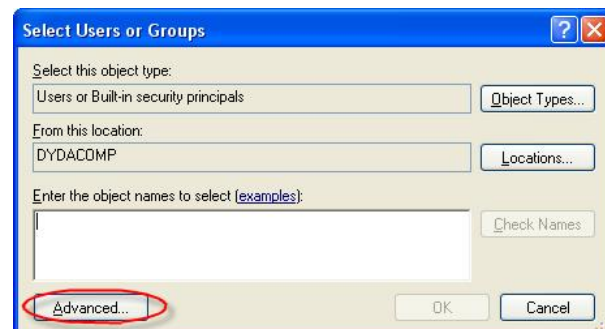 Select Users or Groups
Select this object type:
Users or Built-in security principals
Object Types...
From this location:
DYDACOMP
Locations...
Enter the object names to select (examples):
Check Names
Advanced...
OK
Cancel